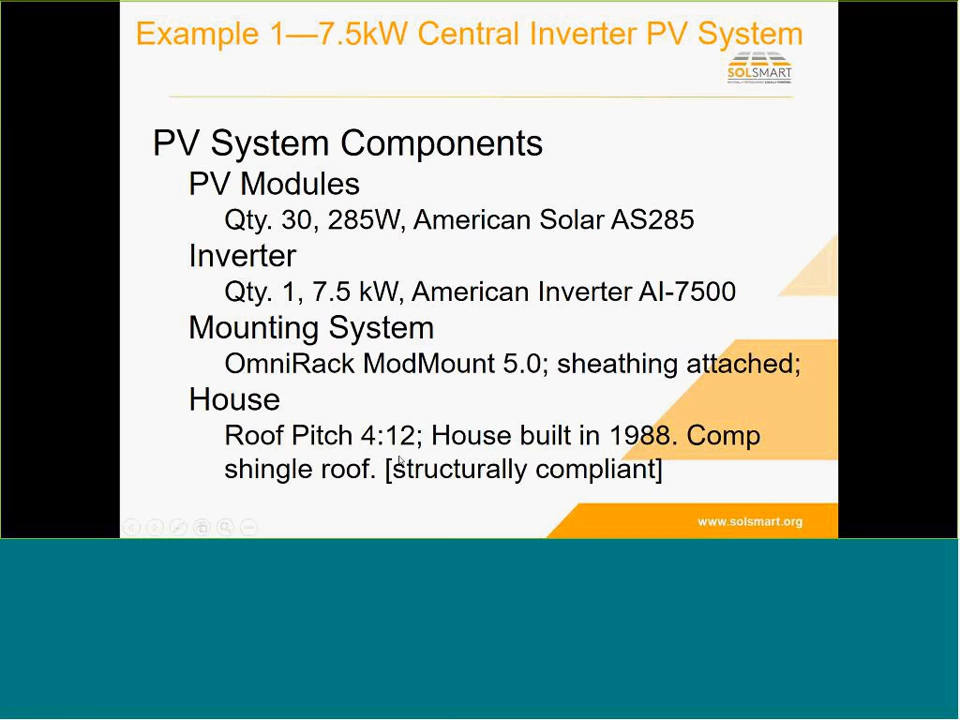 Example 1—7.5kW Central Inverter PV System
SOLSMART
PV System Components
PV Modules
Qty. 30, 285W, American Solar AS285
Inverter
Qty. 1, 7.5 kW, American Inverter AI-7500
Mounting System
OmniRack ModMount 5.0; sheathing attached;
House
Roof Pitch 4:12; House built in 1988. Comp
shingle roof. [structurally compliant]
www.solsmart.org